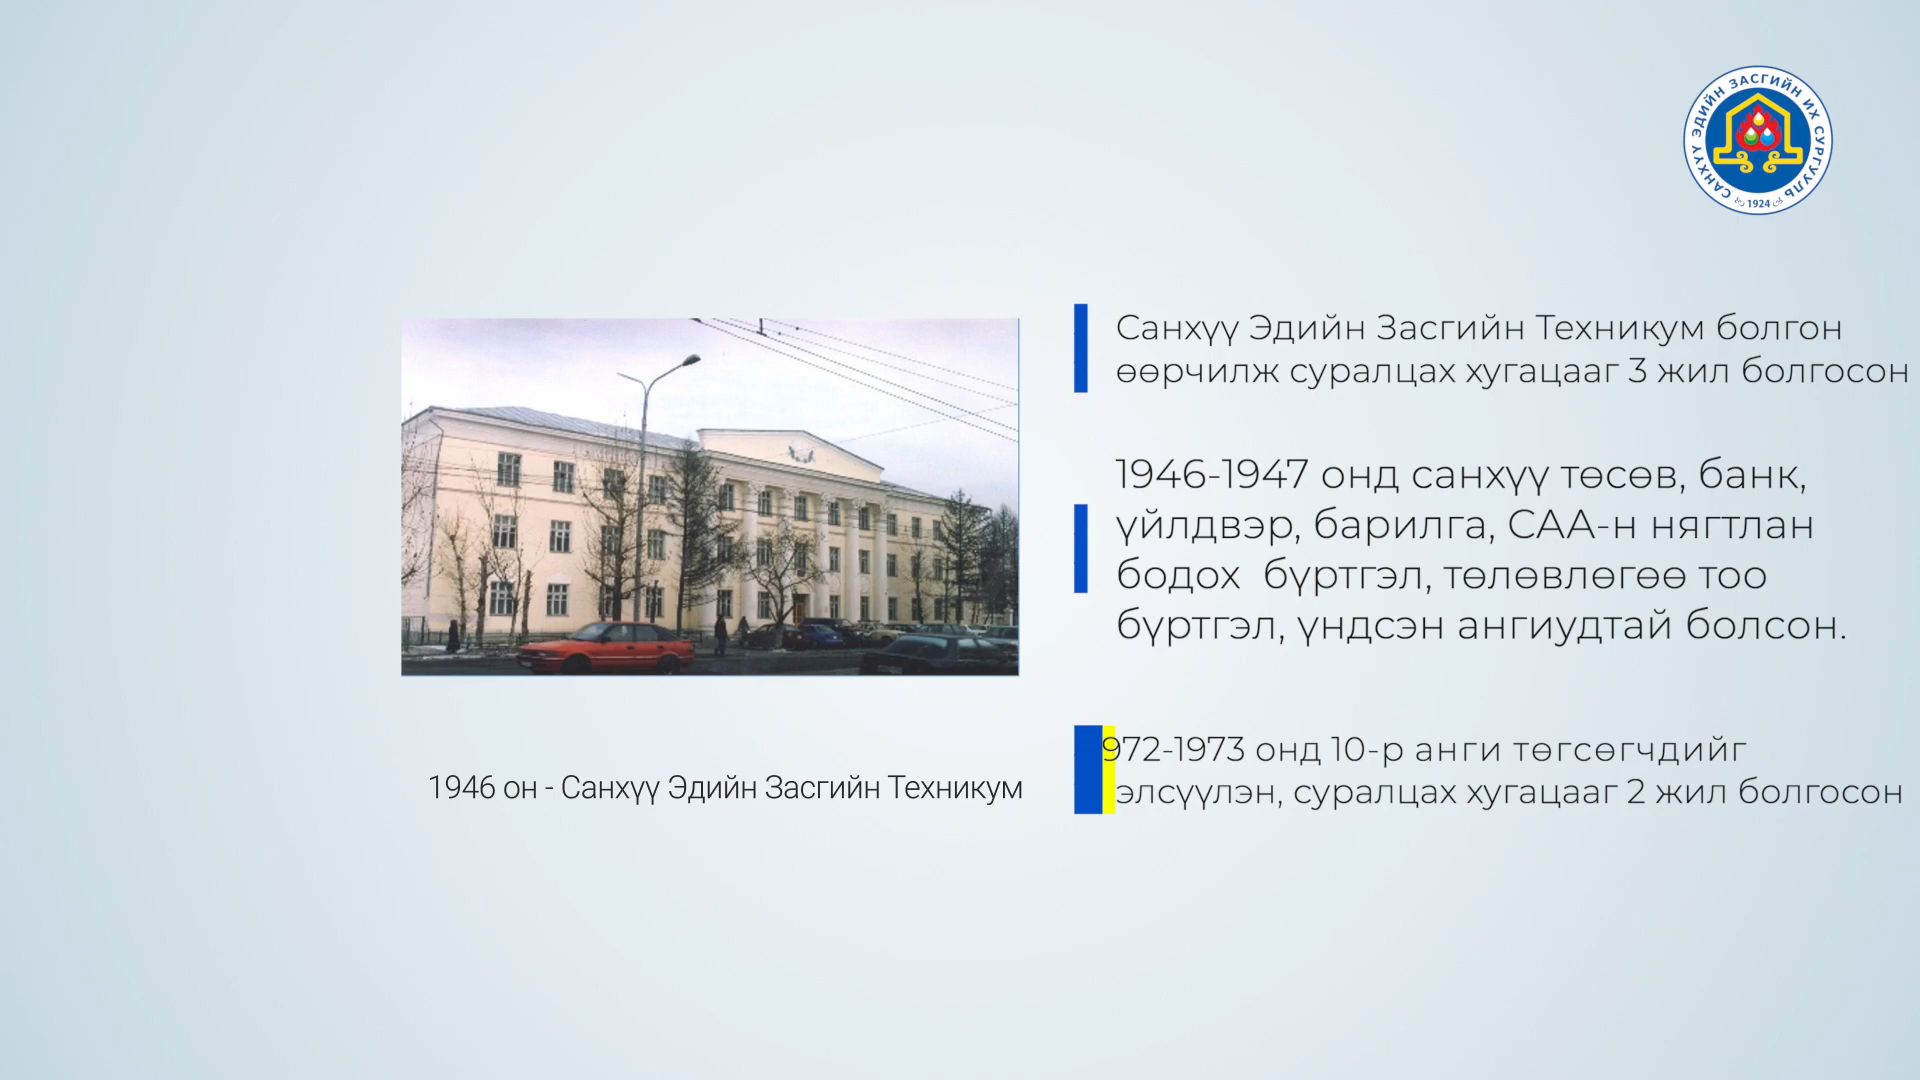 САНХҮҮ ЭДИЙН ЗАСГИЙН ИХ СУРГУУЛЬ
1924
Санхүү Эдийн Засгийн Техникум болгон
өөрчилж суралцах хугацааг 3 жил болгосон
1946-1947 онд санхүү төсөв, банк,
үйлдвэр, барилга, САА-н нягтлан
бодох бүртгэл, төлөвлөгөө тоо
бүртгэл, үндсэн ангиудтай болсон.
972-1973 онд 10-р анги төгсөгчдийг
элсүүлэн, суралцах хугацааг 2 жил болгосон
1946 он - Санхүү Эдийн Засгийн Техникум